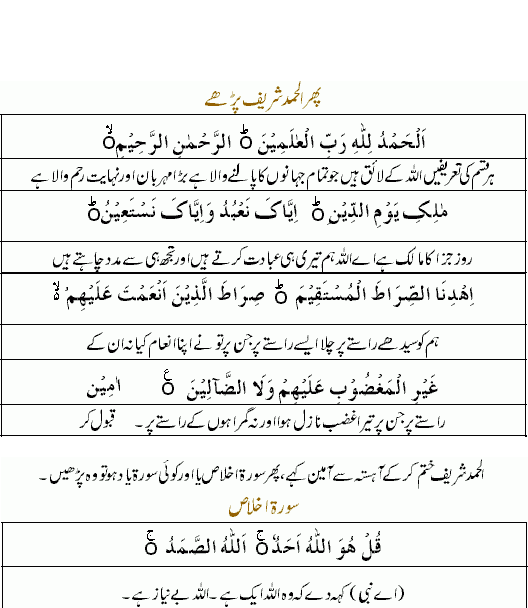 پھر الحمد شریف پڑھے
اَلْحَمْدُ لِلّٰهِ رَبِّ الْعٰلَمِیْنَ ۝ الرَّحْمٰنِ الرَّحِیْمِ ۝
ہر قسم کی تعریفیں اللہ کے لائق ہیں جو تمام جہانوں کا پالنے والا ہے بڑا مہربان اور نہایت رحم والا ہے
مٰلِکِ یَوْمِ الدِّیْنِ ۝ اِیَّاکَ نَعْبُدُ وَاِیَّاکَ نَسْتَعِیْنُ ۝
روز جزا کا مالک ہے اے اللہ ہم تیری ہی عبادت کرتے ہیں اور تجھ ہی سے مدد چاہتے ہیں
اِهْدِنَا الصِّرَاطَ الْمُسْتَقِیْمَ ۝ صِرَاطَ الَّذِیْنَ اَنْعَمْتَ عَلَیْهِمْ ۝
ہم کو سیدھے راستے پر چلا ایسے راستے پر جن پر تو نے اپنا انعام کیا نہ ان کے
غَیْرِ الْمَغْضُوْبِ عَلَیْهِمْ وَلَا الضَّآلِیْنَ ۝ اٰمِیْن
راستے پر جن پر تیرا غضب نازل ہوا اور نہ گمراہوں کے راستے پر ۔ قبول کر
الحمد شریف ختم کر کے آہستہ سے آمین کہے، پھر سورۃ اخلاص یا اور کوئی سورۃ یاد ہو تو وہ پڑھیں ۔
سورۃ اخلاص
قُلْ هُوَ اللّٰهُ اَحَدٌ ۝ اَللّٰهُ الصَّمَدُ ۝
(اے نبی) کہہ دے کہ وہ اللہ ایک ہے ۔ اللہ بے نیاز ہے ۔